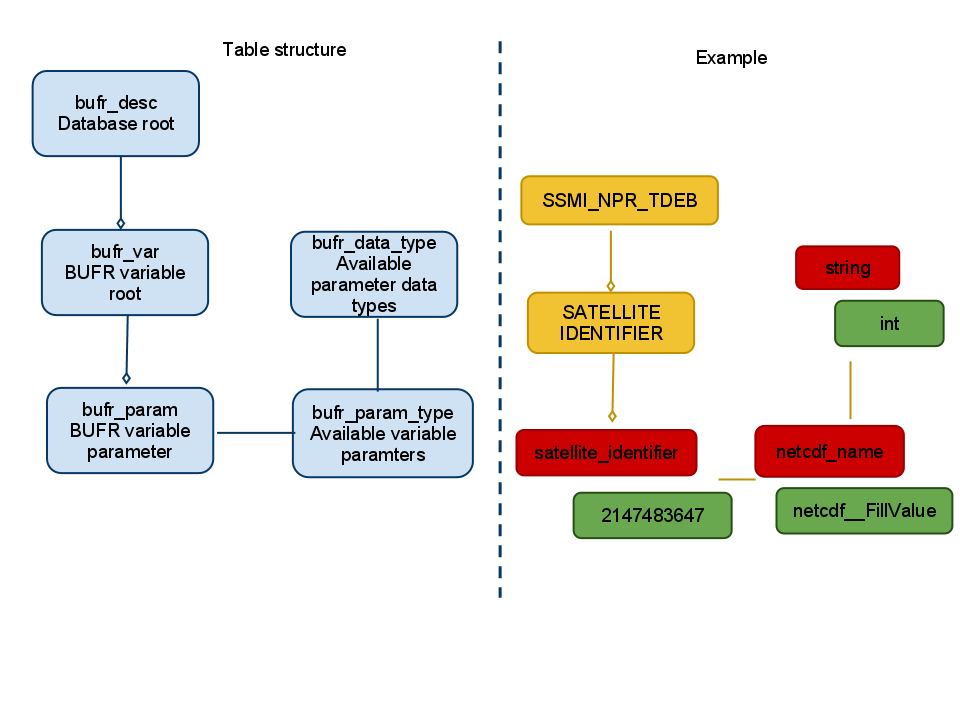 Table structure
bufr_desc
Database root
bufr_var
BUFR variable
root
bufr_data_type
Available
parameter data
types
bufr_param
BUFR variable
parameter
bufr_param_type
Available variable
paramters
Example
SSMI_NPR_TDEB
SATELLITE
IDENTIFIER
string
int
satellite_identifier
2147483647
netcdf_name
netcdf__FillValue